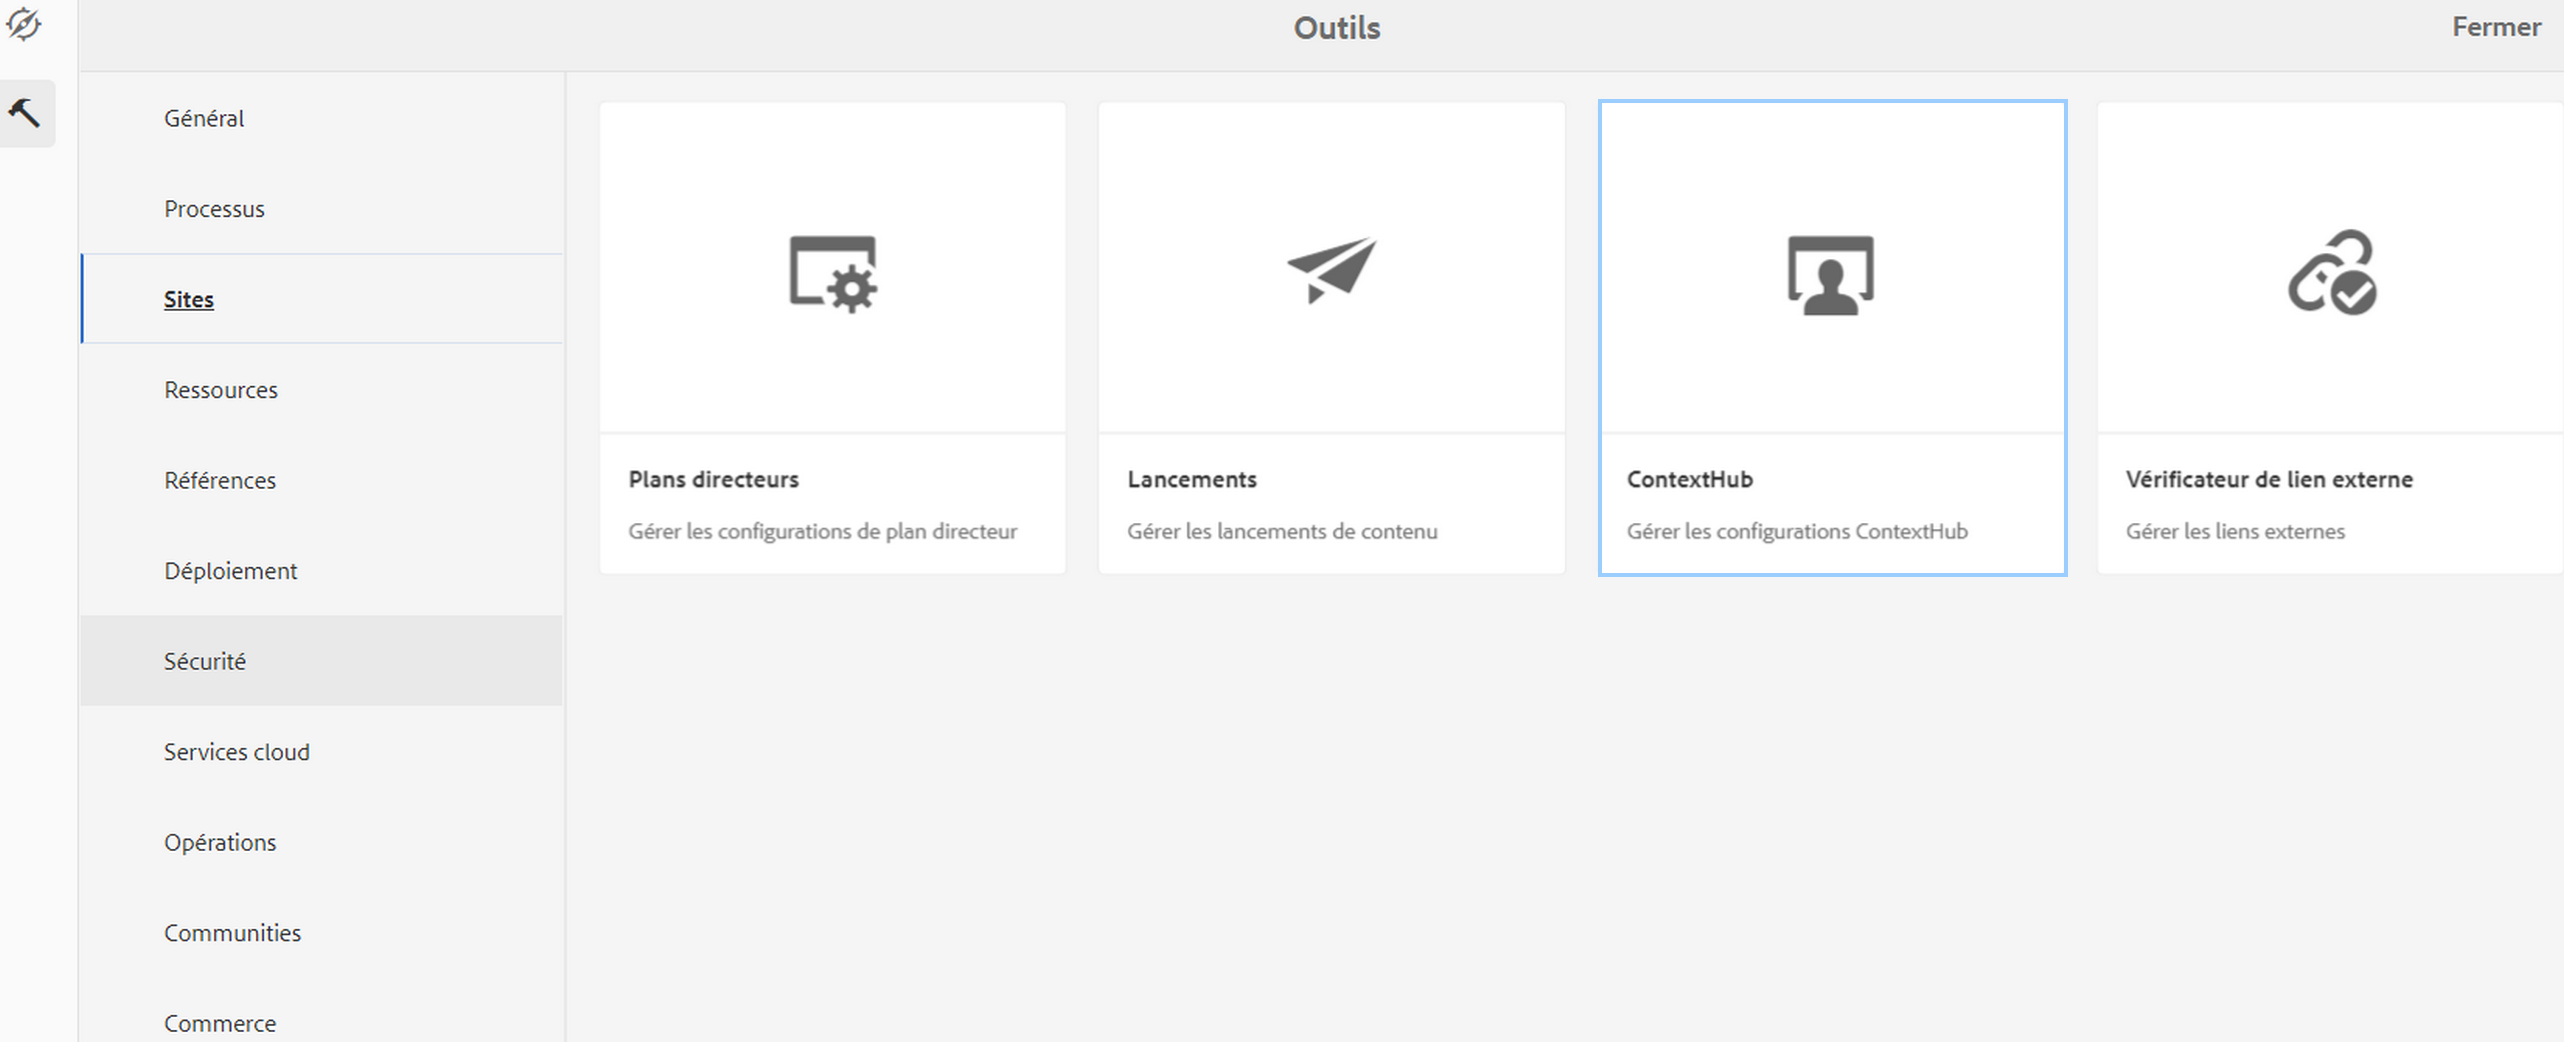 Outils
Fermer
Général
Processus
Sites
Ressources
Références
Déploiement
Sécurité
Services cloud
Opérations
Communities
Commerce
Plans directeurs
Gérer les configurations de plan directeur
Lancements
Gérer les lancements de contenu
ContextHub
Gérer les configurations ContextHub
Vérificateur de lien externe
Gérer les liens externes